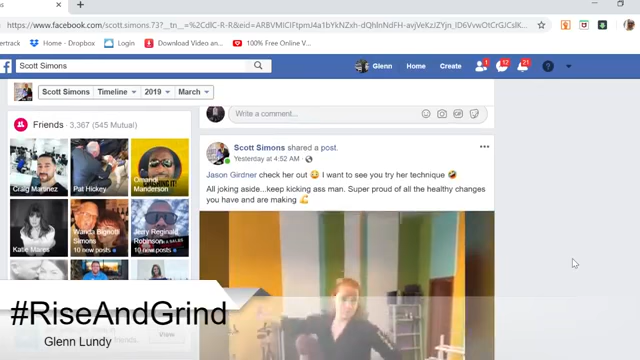 https://www.facebook.com/scott.simons.73?__tn__=%2CdlC-R-R&eid=
ertrack
Home - Dropbox
Login
Download Video an...
100% Free Online V...
Scott Simons
Glenn
Home
Create
1
12
21
Scott Simons
Timeline
2019
March
Write a comment...
Friends · 3,367 (545 Mutual)
Craig Martinez
Pat Hickey
Omandi
Manderson
Katie Mares
Wanda Bignotti
Simons
10 new posts
Jerry Reginald
Robinson
10 new posts
Scott Simons shared a post.
Yesterday at 4:52 AM ·
Jason Girdner check her out 😳 I want to see you try her technique 🤣
All joking aside...keep kicking ass man. Super proud of all the healthy changes
you have and are making 💪
#RiseAndGrind
Glenn Lundy
View